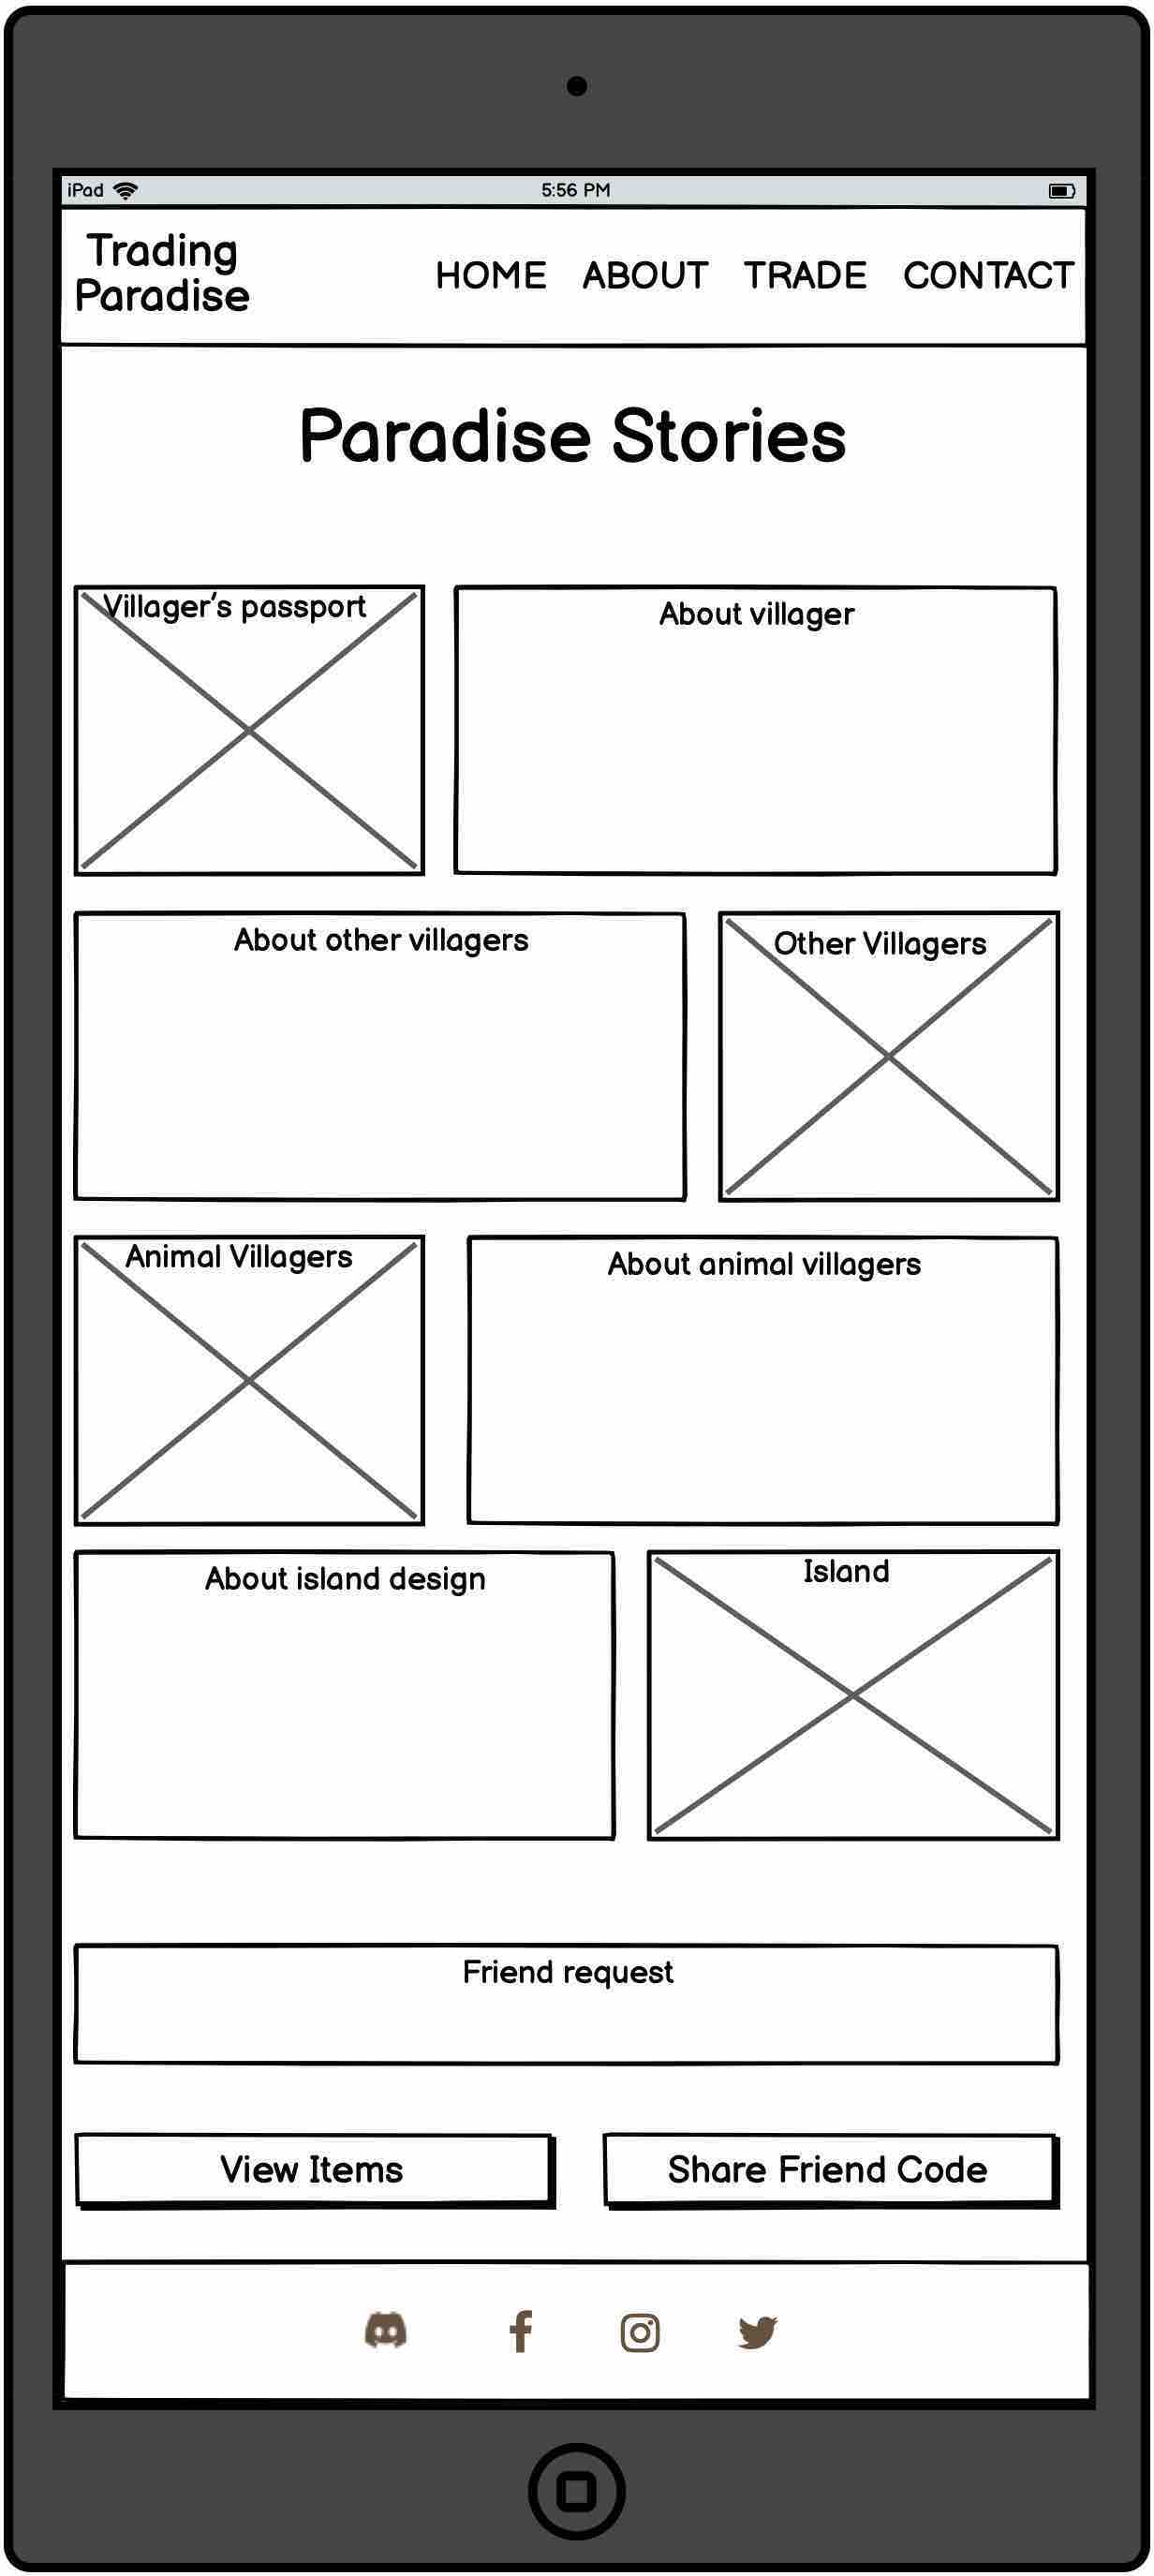 iPad
5:56 PM
Trading
Paradise
HOME ABOUT TRADE CONTACT
Paradise Stories
Villager's passport
About villager
About other villagers
Other Villagers
Animal Villagers
About animal villagers
About island design
Island
Friend request
View Items
Share Friend Code